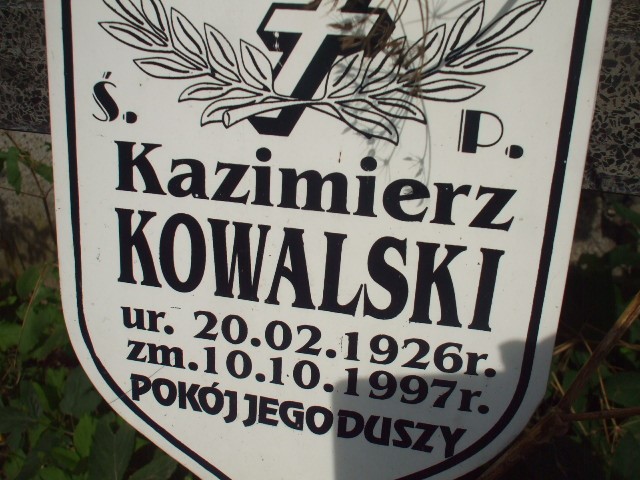 Ś. P.
Kazimierz
KOWALSKI
ur. 20.02.1926r.
zm.10.10.1997r.
POKÓJ JEGO DUSZY